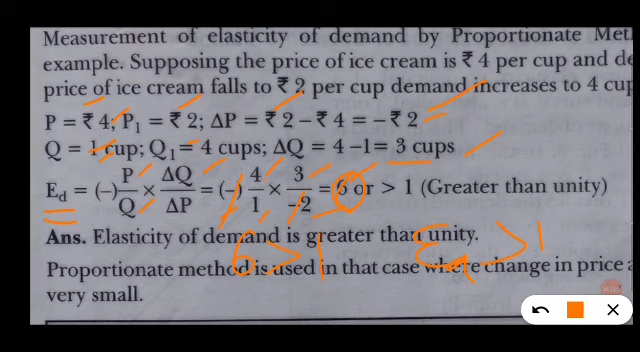 Measurement of elasticity of demand by Proportionate
example. Supposing the price of ice cream is ₹ 4 per cup and
price of ice cream falls to ₹ 2 per cup demand increases to 4
P = ₹ 4; P₁ = ₹ 2; ΔP = ₹ 2 – ₹ 4 = – ₹ 2
Q = 1 cup; Q₁ = 4 cups; ΔQ = 4 –1= 3 cups
E_d = (–) P/Q × ΔQ/ΔP = (–) 4/1 × 3/–2 = 6 or > 1 (Greater than unity)
Ans. Elasticity of demand is greater than unity.
6 > 1 Ed > 1
Proportionate method is used in that case where change in price
very small.